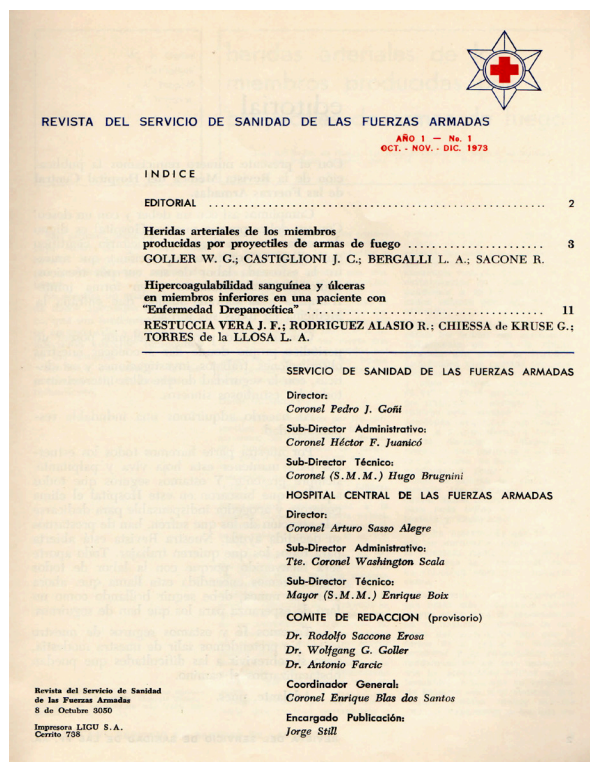 REVISTA DEL SERVICIO DE SANIDAD DE LAS FUERZAS ARMADAS
AÑO 1 — No. 1
OCT. - NOV. - DIC. 1973
INDICE
EDITORIAL ........................................................ 2
Heridas arteriales de los miembros
producidas por proyectiles de armas de fuego ....................... 3
GOLLER W. G.; CASTIGLIONI J. C.; BERGALLI L. A.; SACONE R.
Hipercoagulabilidad sanguínea y úlceras
en miembros inferiores en una paciente con
"Enfermedad Drepanocítica" ........................................ 11
RESTUCCIA VERA J. F.; RODRIGUEZ ALASIO R.; CHIESSA de KRUSE G.;
TORRES de la LLOSA L. A.
SERVICIO DE SANIDAD DE LAS FUERZAS ARMADAS
Director:
Coronel Pedro J. Goñi
Sub-Director Administrativo:
Coronel Héctor F. Juanicó
Sub-Director Técnico:
Coronel (S.M.M.) Hugo Brugnini
HOSPITAL CENTRAL DE LAS FUERZAS ARMADAS
Director:
Coronel Arturo Sasso Alegre
Sub-Director Administrativo:
Tte. Coronel Washington Scala
Sub-Director Técnico:
Mayor (S.M.M.) Enrique Boix
COMITE DE REDACCION (provisorio)
Dr. Rodolfo Saccone Erosa
Dr. Wolfgang G. Goller
Dr. Antonio Farcic
Coordinador General:
Coronel Enrique Blas dos Santos
Encargado Publicación:
Jorge Still
Revista del Servicio de Sanidad
de las Fuerzas Armadas
8 de Octubre 3050
Impresora LIGU S.A.
Cerrito 738